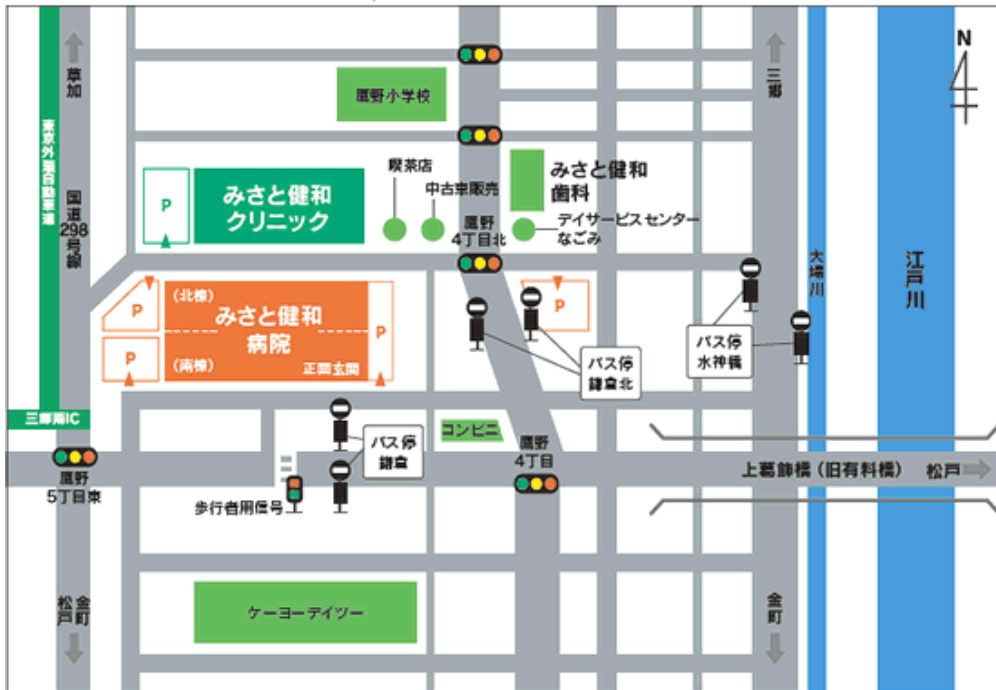 草加
三郷
N
鷹野小学校
東京外環自動車道
国道
298
号線
P
みさと健和
クリニック
喫茶店
中古車販売
みさと健和
歯科
デイサービスセンター
なごみ
鷹野
4丁目北
大場川
江戸川
P
P
(北棟)
みさと健和
病院
(南棟)
正面玄関
P
P
バス停
鎌倉北
バス停
水神橋
三郷南IC
コンビニ
バス停
鎌倉
鷹野
4丁目
鷹野
5丁目東
歩行者用信号
上葛飾橋(旧有料橋)
松戸
金町
松戸
ケーヨーデイツー
金町